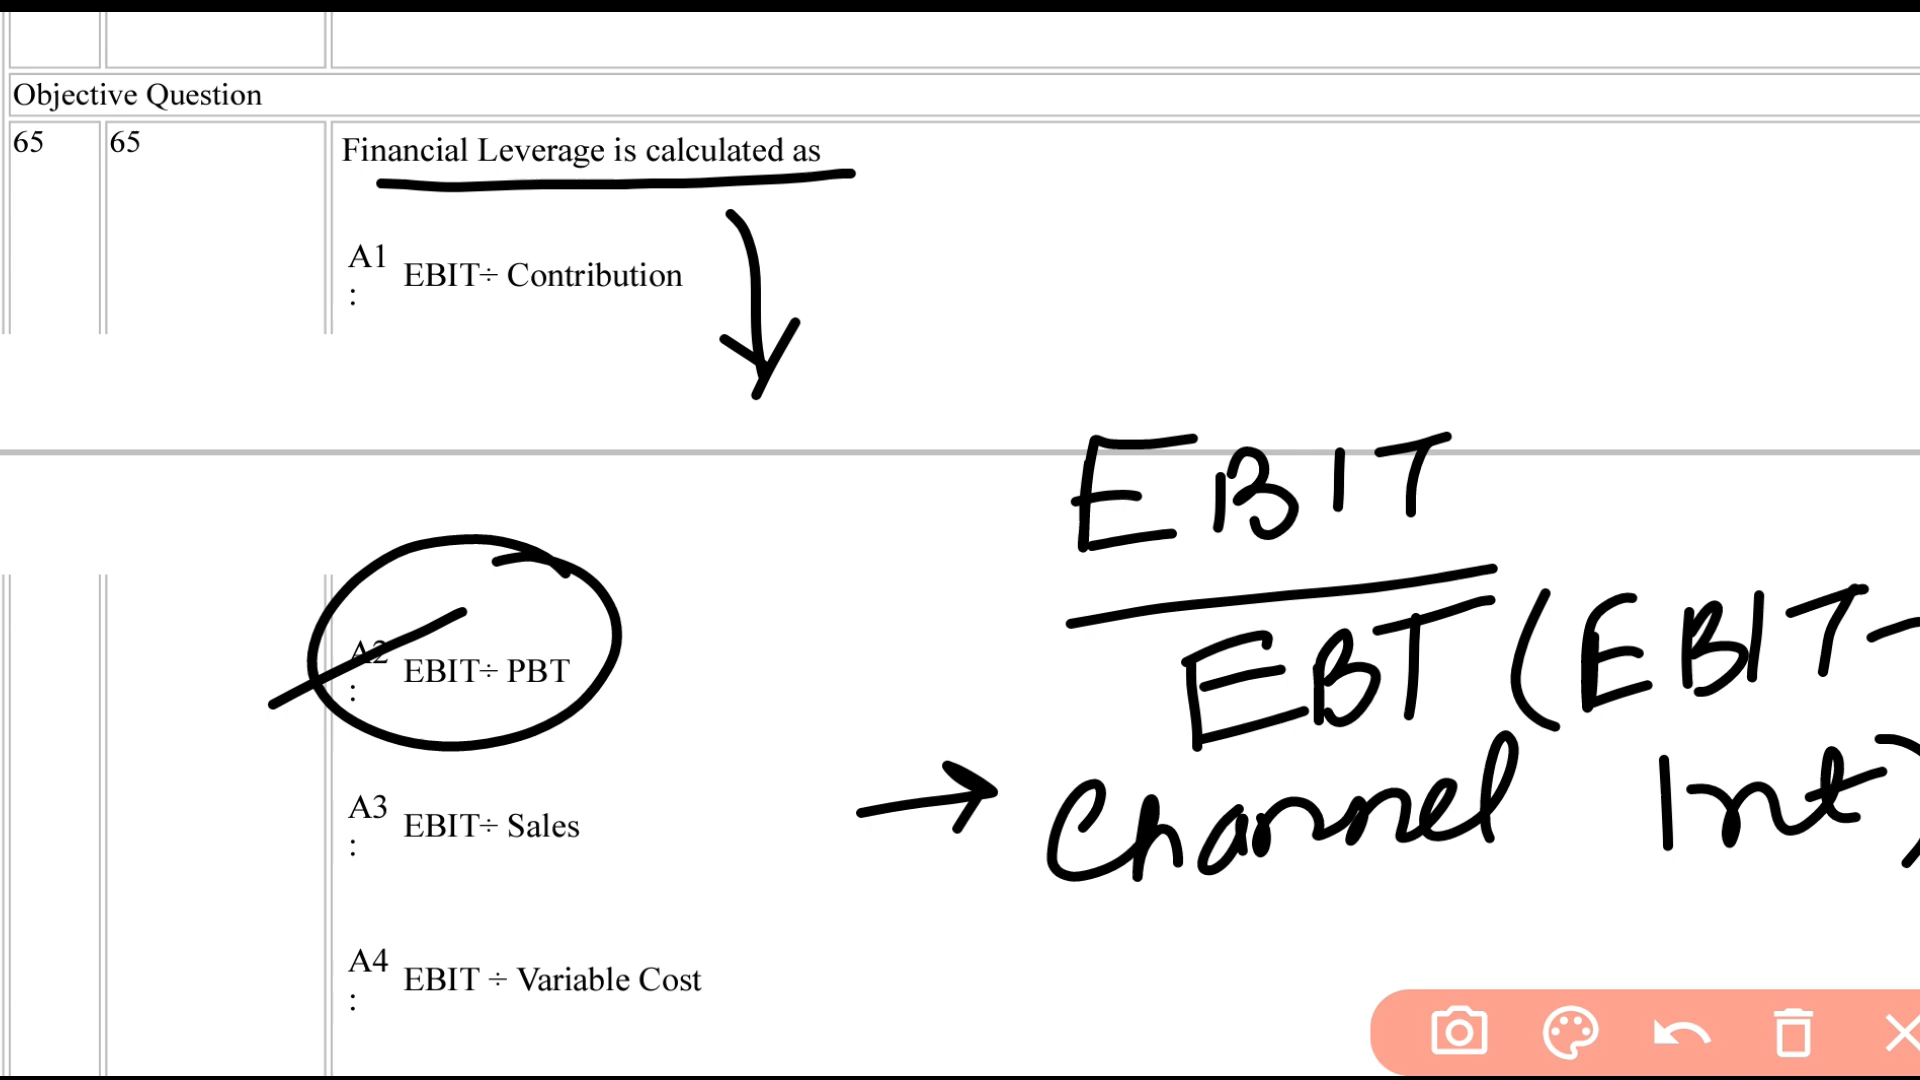 Objective Question
65 65 Financial Leverage is calculated as
A1 : EBIT÷ Contribution
EBIT
EBT (EBIT-
A2 : EBIT÷ PBT
Channel Int)
A3 : EBIT÷ Sales
A4 : EBIT ÷ Variable Cost